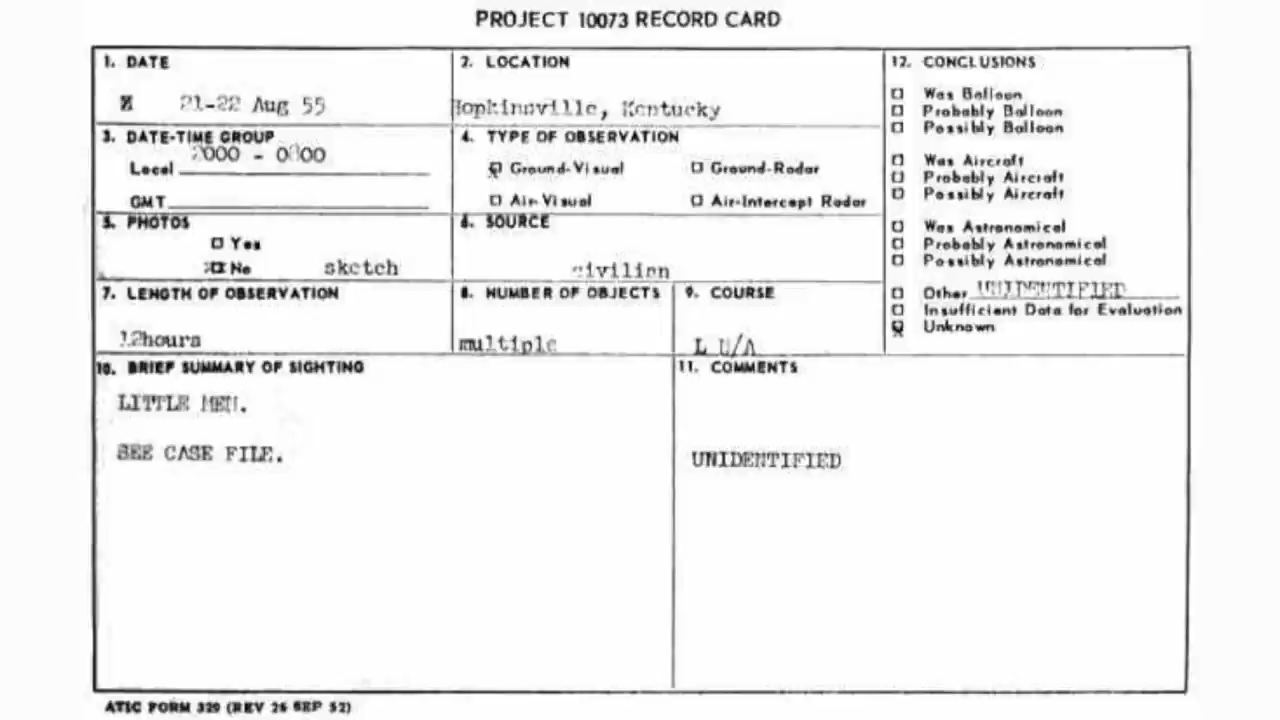 PROJECT 10073 RECORD CARD
1. DATE
21-22 Aug 55
2. LOCATION
Hopkinsville, Kentucky
3. DATE-TIME GROUP
Local 2000 - 0800
GMT
4. TYPE OF OBSERVATION
Ground-Visual
Ground-Radar
Air-Visual
Air-Intercept Radar
5. PHOTOS
Yes
No sketch
6. SOURCE
civilian
7. LENGTH OF OBSERVATION
12hours
8. NUMBER OF OBJECTS
multiple
9. COURSE
N/A
10. BRIEF SUMMARY OF SIGHTING
LITTLE MEN.
SEE CASE FILE.
11. COMMENTS
UNIDENTIFIED
12. CONCLUSIONS
Was Balloon
Probably Balloon
Possibly Balloon
Was Aircraft
Probably Aircraft
Possibly Aircraft
Was Astronomical
Probably Astronomical
Possibly Astronomical
Other UNIDENTIFIED
Insufficient Data for Evaluation
Unknown
ATIC FORM 329 (REV 26 SEP 52)